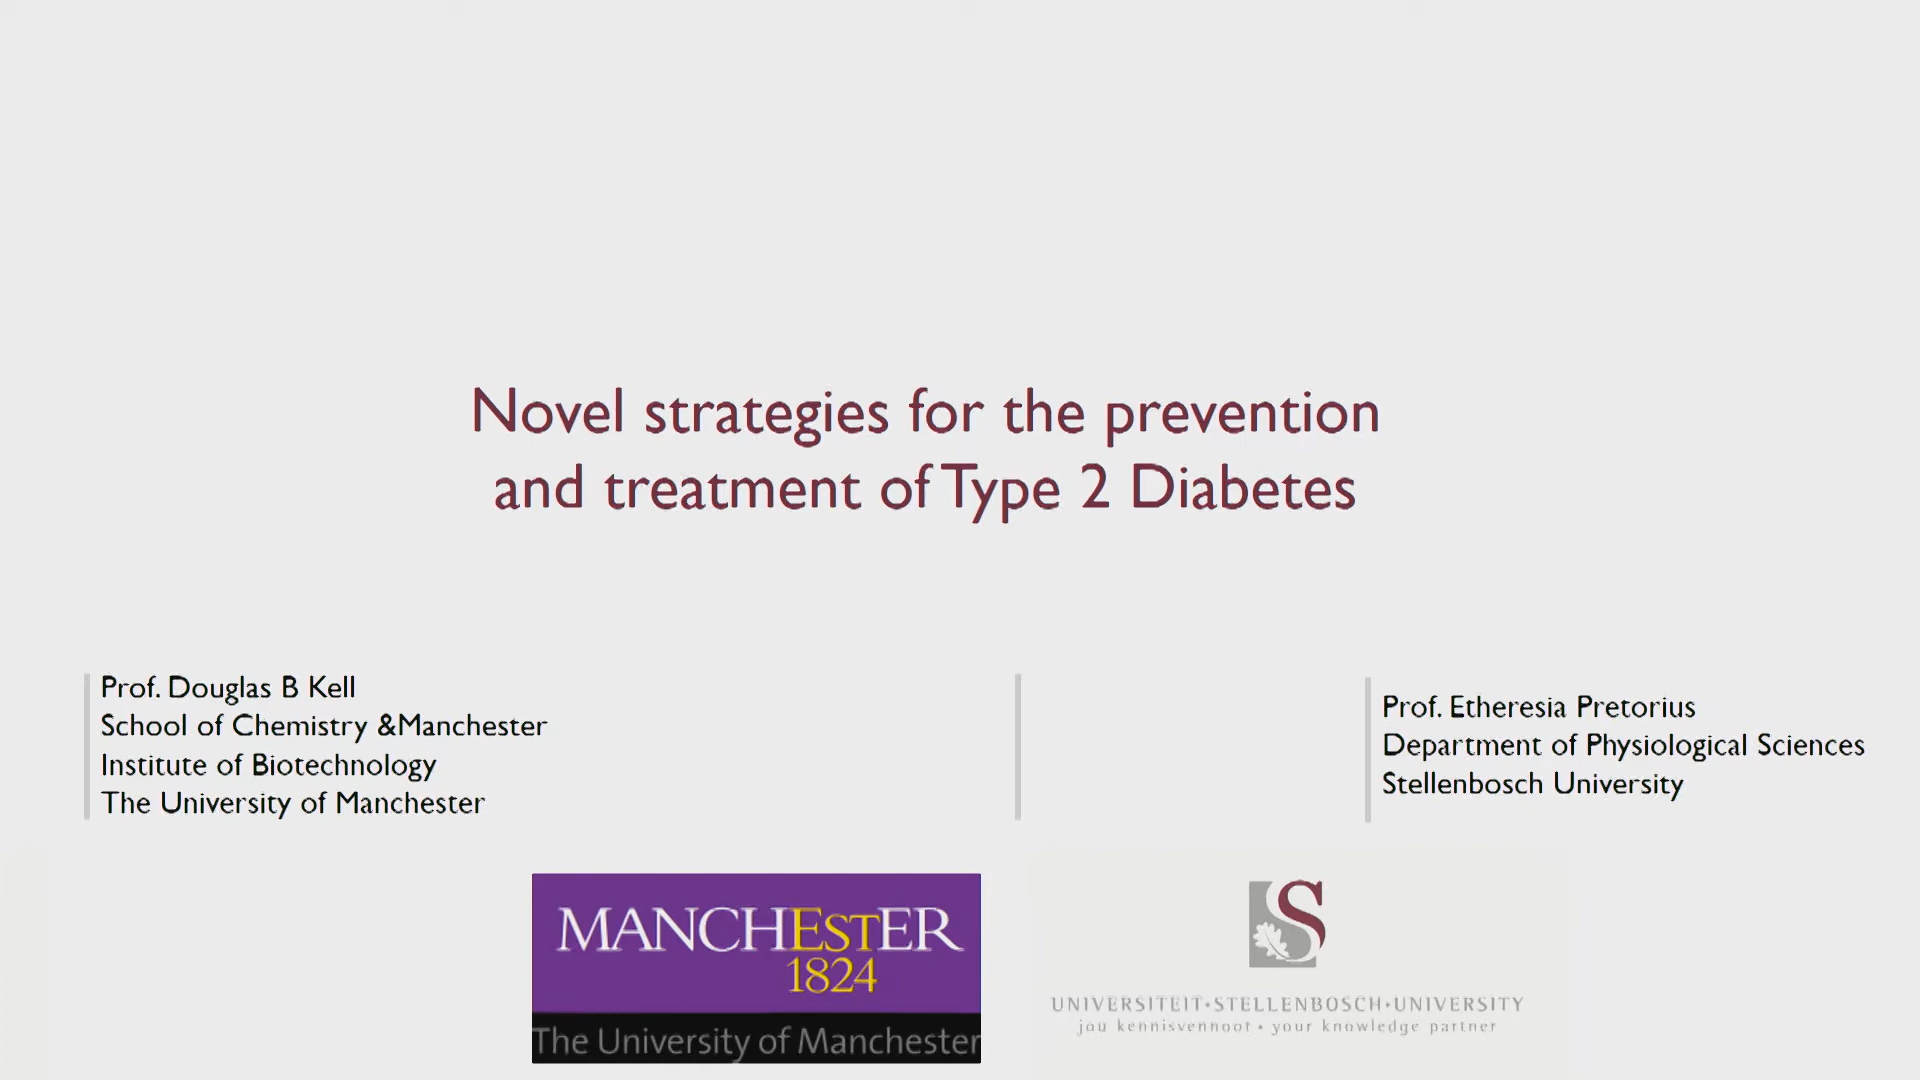 Novel strategies for the prevention
and treatment of Type 2 Diabetes
Prof. Douglas B Kell
School of Chemistry &Manchester
Institute of Biotechnology
The University of Manchester
Prof. Etheresia Pretorius
Department of Physiological Sciences
Stellenbosch University
MANCHESTER
1824
The University of Manchester
S
UNIVERSITEIT•STELLENBOSCH•UNIVERSITY
jou kennisvennoot • your knowledge partner